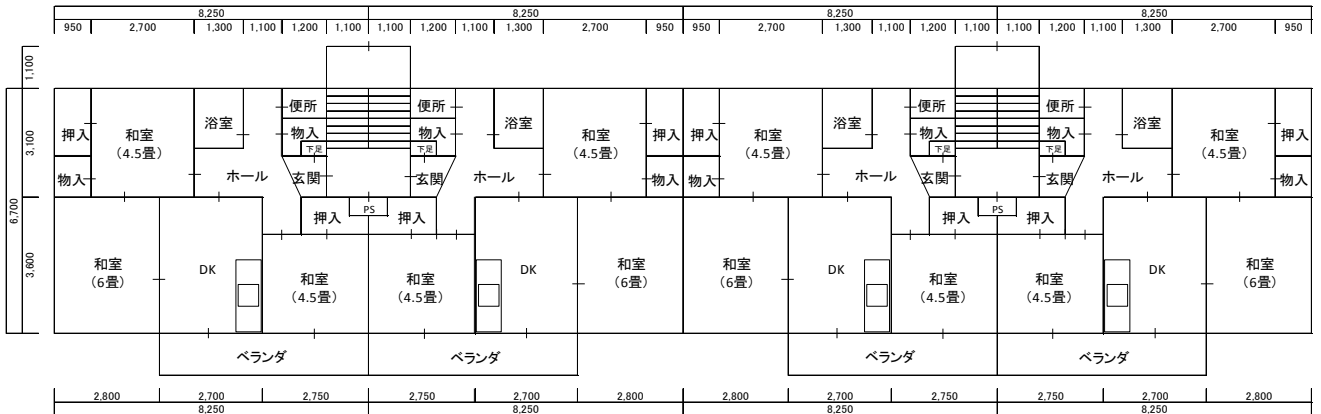 8,250 8,250 8,250 8,250
950 2,700 1,300 1,100 1,200 1,100 1,100 1,200 1,100 1,300 2,700 950 950 2,700 1,300 1,100 1,200 1,100 1,100 1,200 1,100 1,300 2,700 950
1,100
便所 便所 便所 便所
浴室 浴室 浴室 浴室
押入 和室 物入 物入 和室 押入 押入 和室 物入 物入 和室 押入
3,100
(4.5畳) 下足 下足 (4.5畳) (4.5畳) 下足 下足 (4.5畳)
物入 ホール 玄関 玄関 ホール 物入 物入 ホール 玄関 玄関 ホール 物入
6,700
PS PS
押入 押入 押入 押入
3,600
和室 DK 和室 和室 DK 和室 和室 DK 和室 和室 DK 和室
(6畳) (4.5畳) (4.5畳) (6畳) (6畳) (4.5畳) (4.5畳) (6畳)
ベランダ ベランダ ベランダ ベランダ
2,800 2,700 2,750 2,750 2,700 2,800 2,800 2,700 2,750 2,750 2,700 2,800
8,250 8,250 8,250 8,250